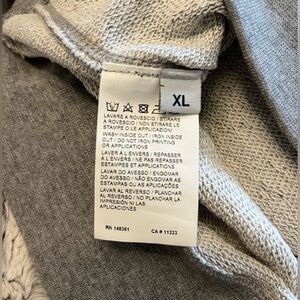 XL
LAVARE A ROVESCIO / STIRARE
A ROVESCIO / NON STIRARE LE
STAMPE O LE APPLICAZIONI
WASH INSIDE OUT / IRON INSIDE
OUT / DO NOT IRON PRINTING
OR APPLICATIONS
LAVER À L'ENVERS / REPASSER
À L'ENVERS / NE PAS REPASSER
ESTAMPES ET APPLICATIONS
LAVAR DO AVESSO / ENGOMAR
DO AVESSO / NÃO ENGOMAR
ESTAMPAS E APLICAÇÕES
LAVAR AL REVERSO / PLANCHAR
AL REVERSO / NO PLANCHAR LA
IMPRESIÓN NI LAS
APLICACIONES
RN 148361 CA # 11333